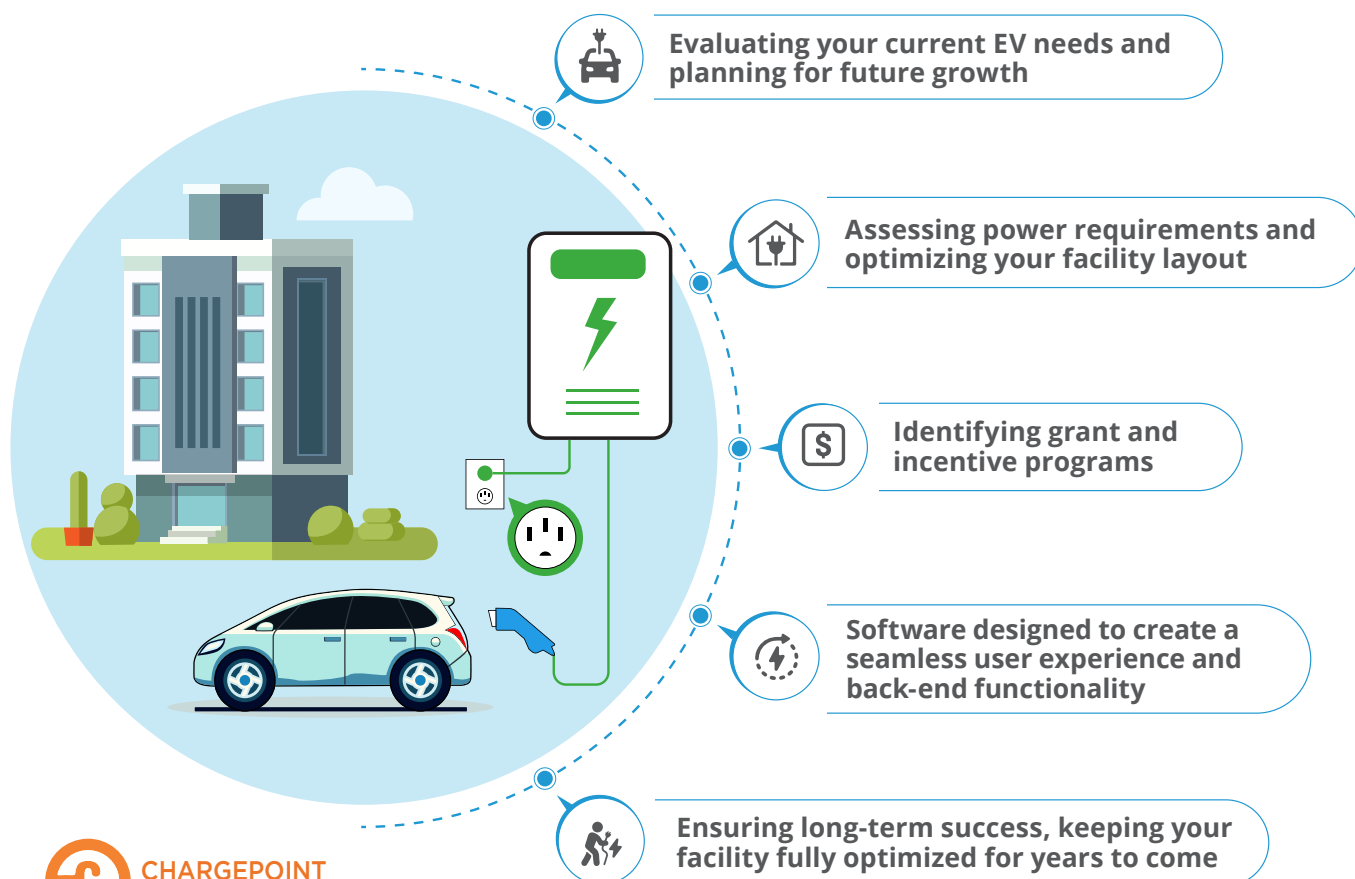 Evaluating your current EV needs and
planning for future growth
Assessing power requirements and
optimizing your facility layout
$
Identifying grant and
incentive programs
Software designed to create a
seamless user experience and
back-end functionality
Ensuring long-term success, keeping your
facility fully optimized for years to come
CHARGEPOINT